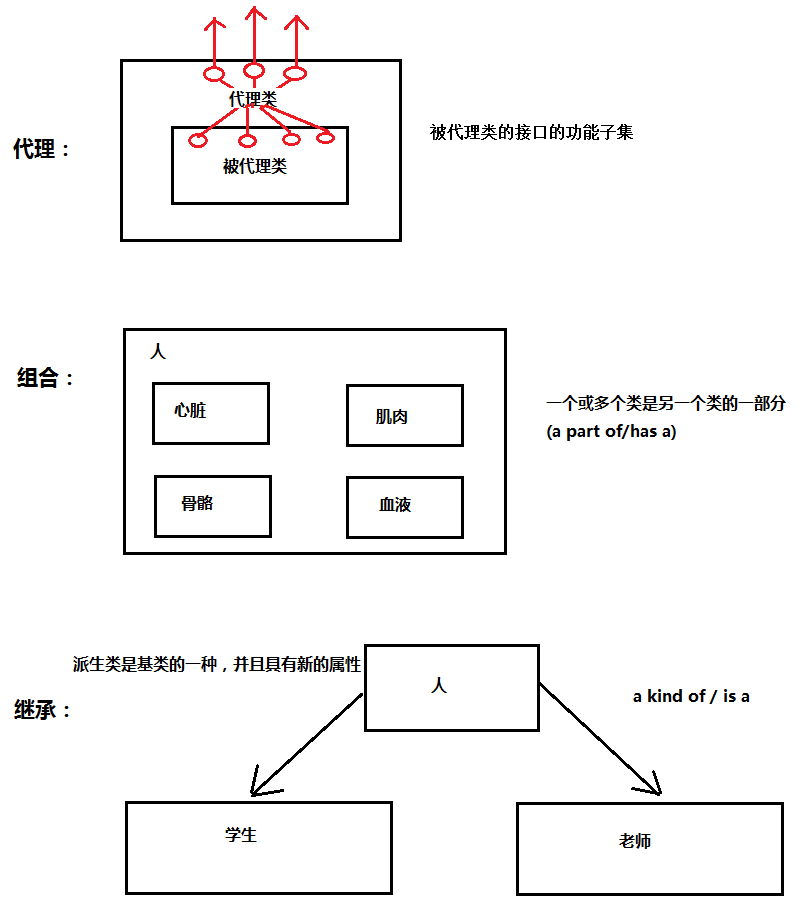 代理：
代理类
被代理类
被代理类的接口的功能子集
组合：
人
心脏
肌肉
骨骼
血液
一个或多个类是另一个类的一部分
(a part of/has a)
继承：
派生类是基类的一种，并且具有新的属性
人
a kind of / is a
学生
老师